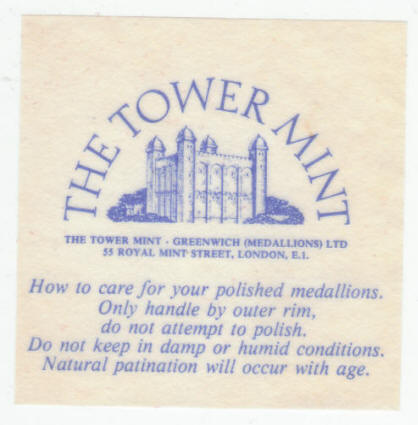 THE TOWER MINT
THE TOWER MINT - GREENWICH (MEDALLIONS) LTD
55 ROYAL MINT STREET, LONDON, E.1.
How to care for your polished medallions.
Only handle by outer rim,
do not attempt to polish.
Do not keep in damp or humid conditions.
Natural patination will occur with age.